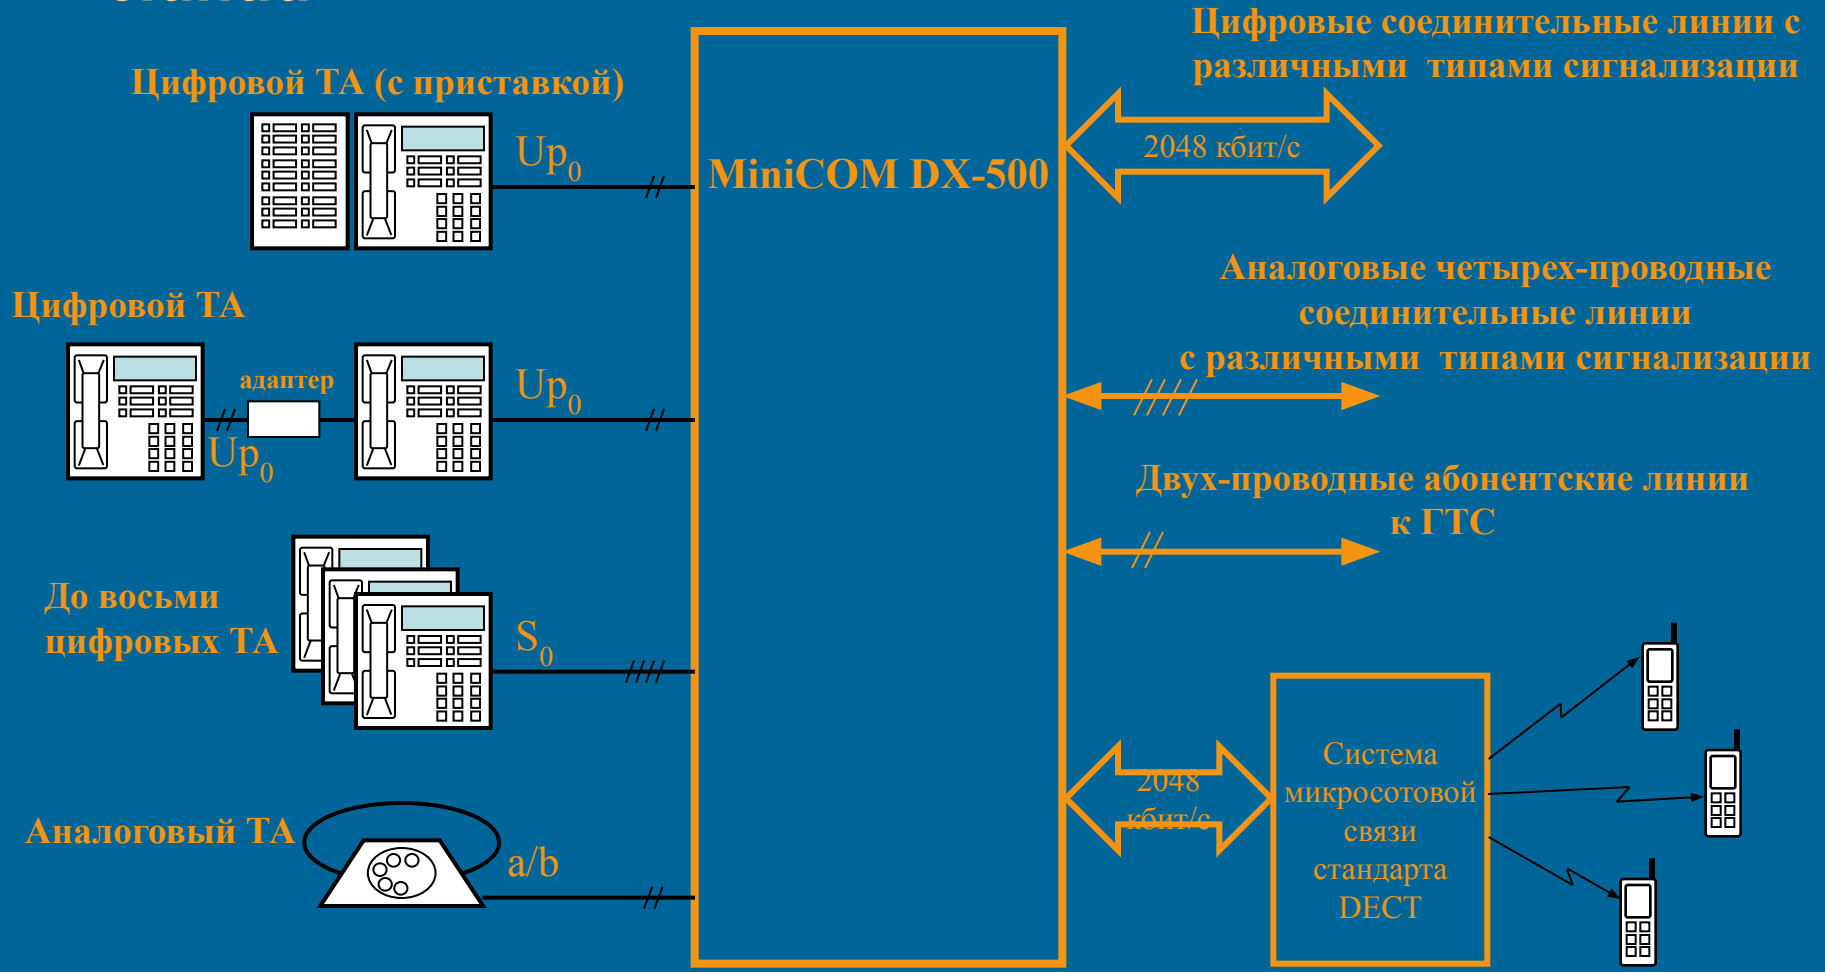 Цифровые соединительные линии с
различными типами сигнализации
Цифровой ТА (с приставкой)
Up0
MiniCOM DX-500
2048 кбит/с
Аналоговые четырех-проводные
соединительные линии
с различными типами сигнализации
Цифровой ТА
адаптер
Up0
Up0
Двух-проводные абонентские линии
к ГТС
До восьми
цифровых ТА
S0
2048
кбит/с
Система
микросотовой
связи
стандарта
DECT
Аналоговый ТА
a/b